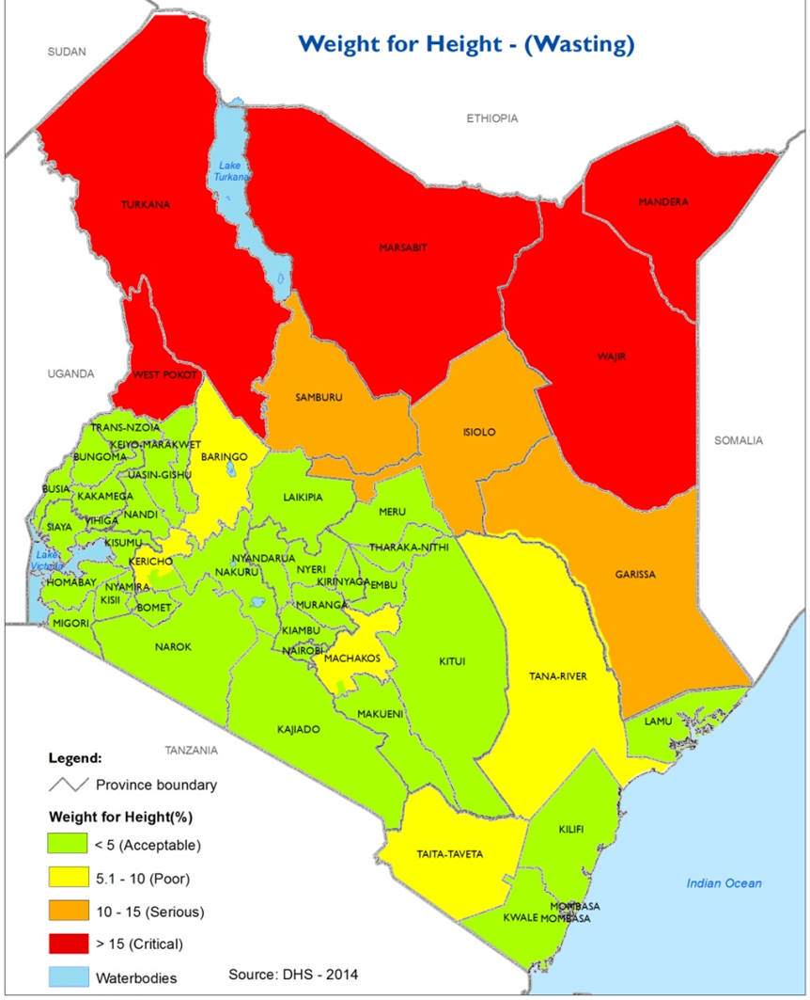 Weight for Height - (Wasting)
SUDAN
ETHIOPIA
Lake
Turkana
TURKANA
MANDERA
MARSABIT
WAJIR
UGANDA
WEST POKOT
SAMBURU
ISIOLO
SOMALIA
TRANS-NZOIA
KEIYO-MARAKWET
BUNGOMA
BARINGO
UASIN-GISHU
BUSIA
KAKAMEGA
LAIKIPIA
MERU
NANDI
VIHIGA
SIAYA
KISUMU
THARAKA-NITHI
Lake
Victoria
KERICHO
NYANDARUA
NAKURU
NYERI
GARISSA
HOMABAY
NYAMIRA
KIRINYAGA
EMBU
KISII
BOMET
MURANGA
MIGORI
KIAMBU
NAROK
NAIROBI
MACHAKOS
KITUI
TANA-RIVER
MAKUENI
LAMU
KAJIADO
TANZANIA
KILIFI
TAITA-TAVETA
Indian Ocean
MOMBASA
KWALE
MOMBASA
Legend:
Province boundary
Weight for Height(%)
< 5 (Acceptable)
5.1 - 10 (Poor)
10 - 15 (Serious)
> 15 (Critical)
Waterbodies
Source: DHS - 2014